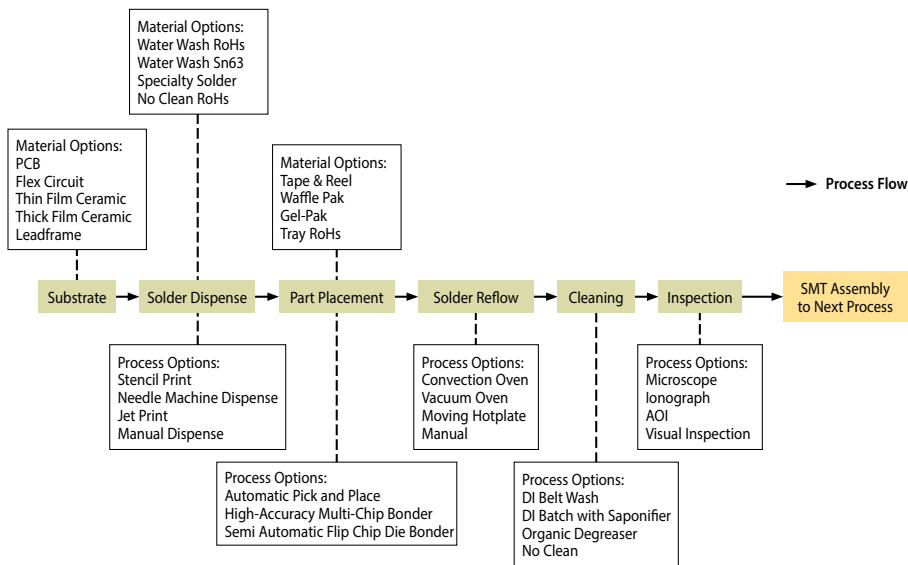 Material Options:
Water Wash RoHs
Water Wash Sn63
Specialty Solder
No Clean RoHs
Material Options:
PCB
Flex Circuit
Thin Film Ceramic
Thick Film Ceramic
Leadframe
Material Options:
Tape & Reel
Waffle Pak
Gel-Pak
Tray RoHs
Process Flow
Substrate
Solder Dispense
Part Placement
Solder Reflow
Cleaning
Inspection
SMT Assembly
to Next Process
Process Options:
Stencil Print
Needle Machine Dispense
Jet Print
Manual Dispense
Process Options:
Convection Oven
Vacuum Oven
Moving Hotplate
Manual
Process Options:
Microscope
Ionograph
AOI
Visual Inspection
Process Options:
Automatic Pick and Place
High-Accuracy Multi-Chip Bonder
Semi Automatic Flip Chip Die Bonder
Process Options:
DI Belt Wash
DI Batch with Saponifier
Organic Degreaser
No Clean